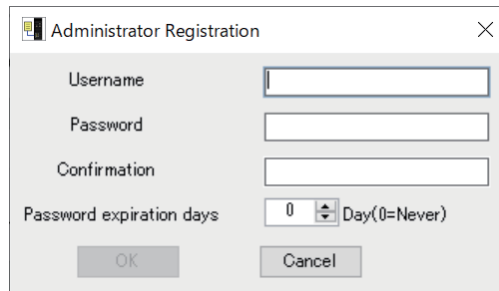 Administrator Registration
Username
Password
Confirmation
Password expiration days 0 Day(0=Never)
OK Cancel